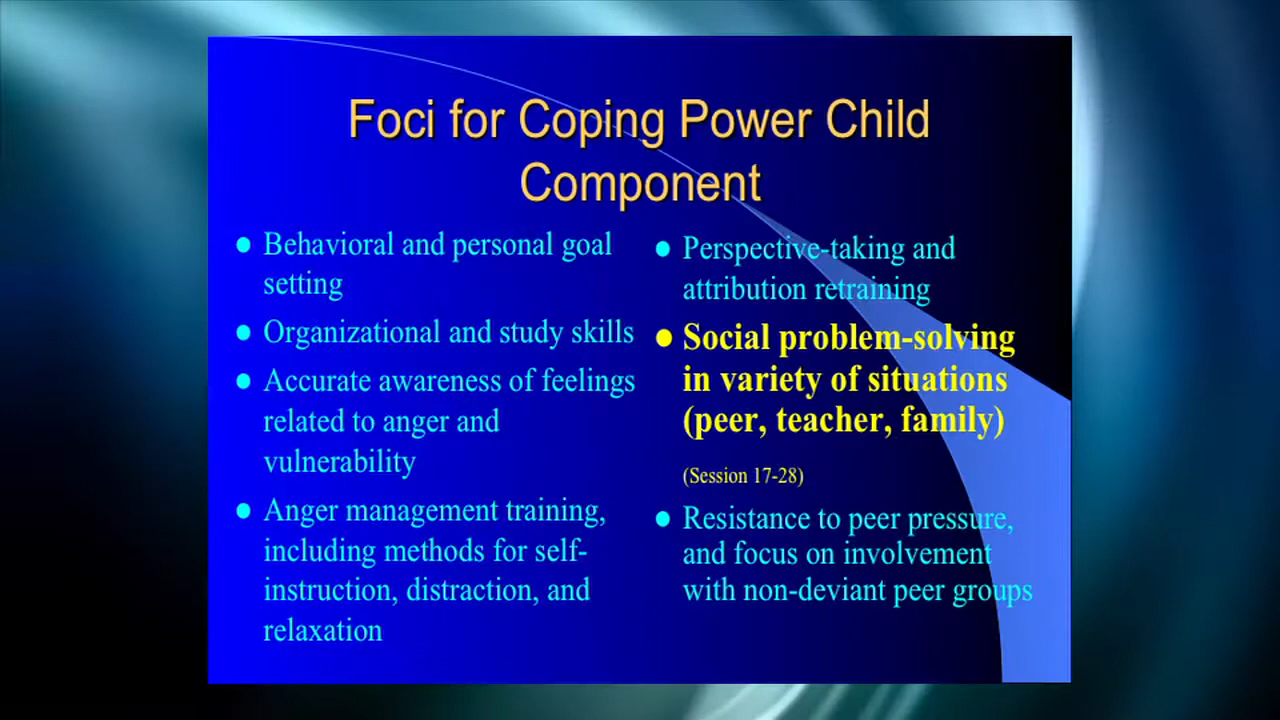 Foci for Coping Power Child
Component
● Behavioral and personal goal
setting
● Organizational and study skills
● Accurate awareness of feelings
related to anger and
vulnerability
● Anger management training,
including methods for self-
instruction, distraction, and
relaxation
● Perspective-taking and
attribution retraining
● Social problem-solving
in variety of situations
(peer, teacher, family)
(Session 17-28)
● Resistance to peer pressure,
and focus on involvement
with non-deviant peer groups